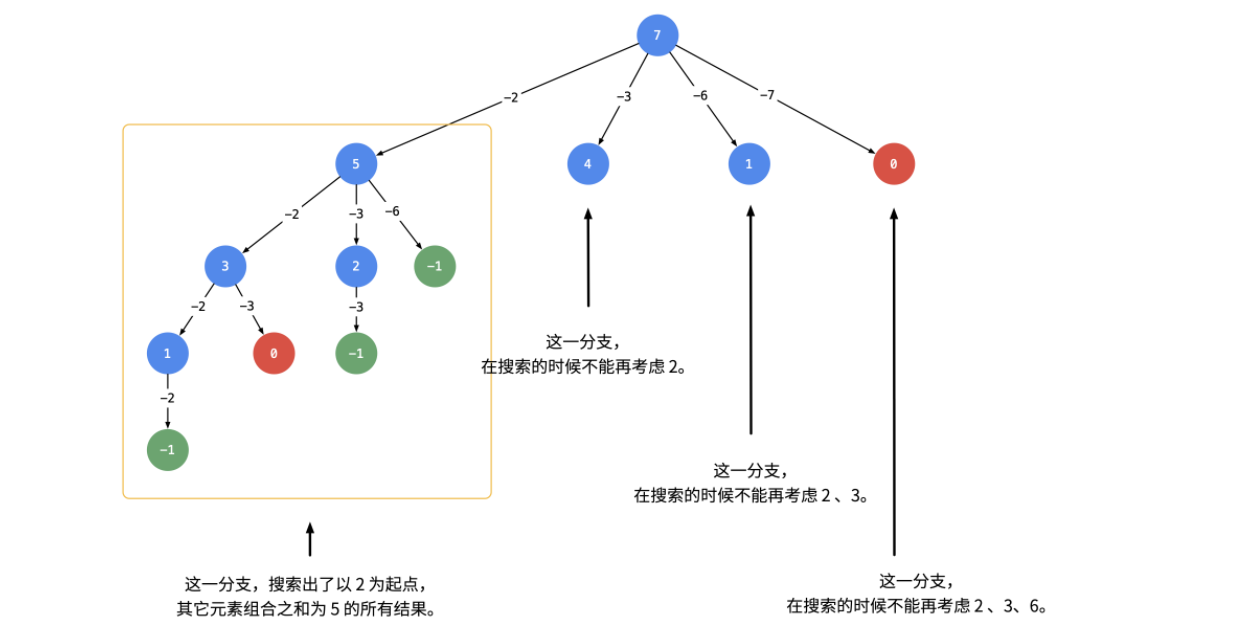 7
-2
-3
-6
-7
5
4
1
0
-2
-3
-6
3
2
-1
-2
-3
-3
1
0
-1
-2
-1
这一分支，
在搜索的时候不能再考虑 2。
这一分支，
在搜索的时候不能再考虑 2 、3。
这一分支，搜索出了以 2 为起点，
其它元素组合之和为 5 的所有结果。
这一分支，
在搜索的时候不能再考虑 2 、3、6。